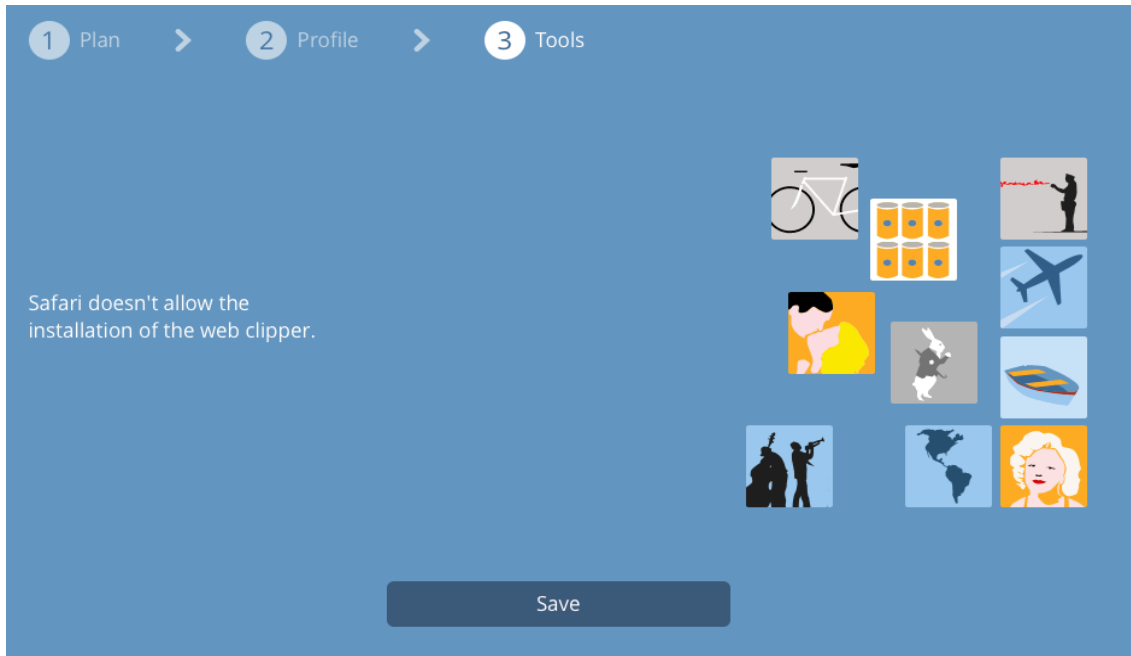 1 Plan > 2 Profile > 3 Tools
Safari doesn't allow the
installation of the web clipper.
Save